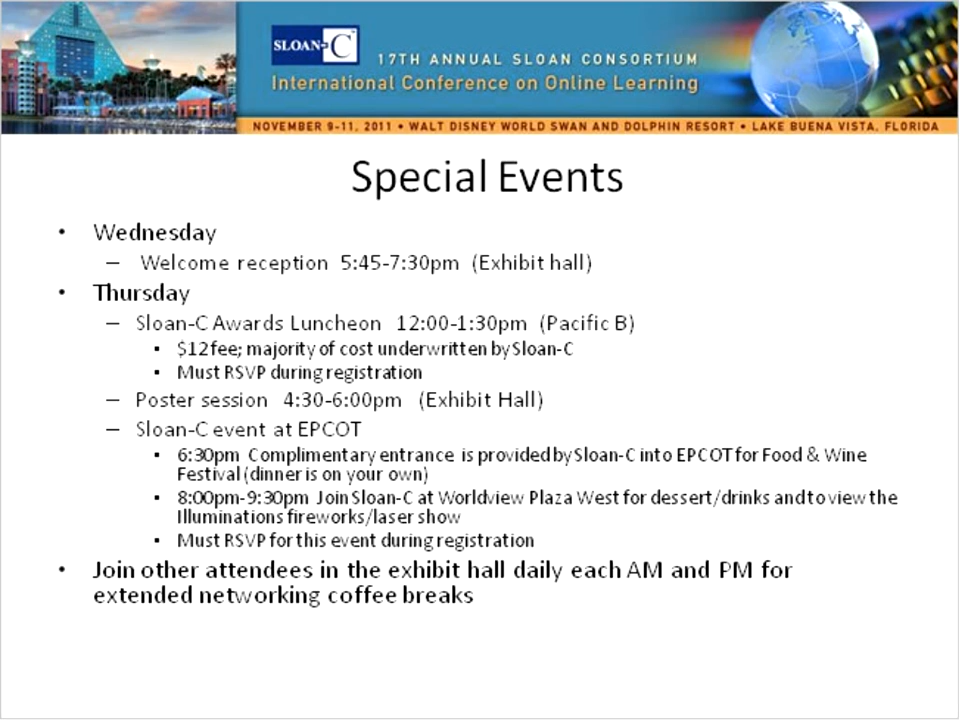 SLOAN-C
17TH ANNUAL SLOAN CONSORTIUM
International Conference on Online Learning
NOVEMBER 9-11, 2011 • WALT DISNEY WORLD SWAN AND DOLPHIN RESORT • LAKE BUENA VISTA, FLORIDA
Special Events
• Wednesday
– Welcome reception 5:45-7:30pm (Exhibit hall)
• Thursday
– Sloan-C Awards Luncheon 12:00-1:30pm (Pacific B)
▪ $12 fee; majority of cost underwritten by Sloan-C
▪ Must RSVP during registration
– Poster session 4:30-6:00pm (Exhibit Hall)
– Sloan-C event at EPCOT
▪ 6:30pm Complimentary entrance is provided by Sloan-C into EPCOT for Food & Wine
Festival (dinner is on your own)
▪ 8:00pm-9:30pm Join Sloan-C at Worldview Plaza West for dessert/drinks and to view the
Illuminations fireworks/laser show
▪ Must RSVP for this event during registration
• Join other attendees in the exhibit hall daily each AM and PM for
extended networking coffee breaks